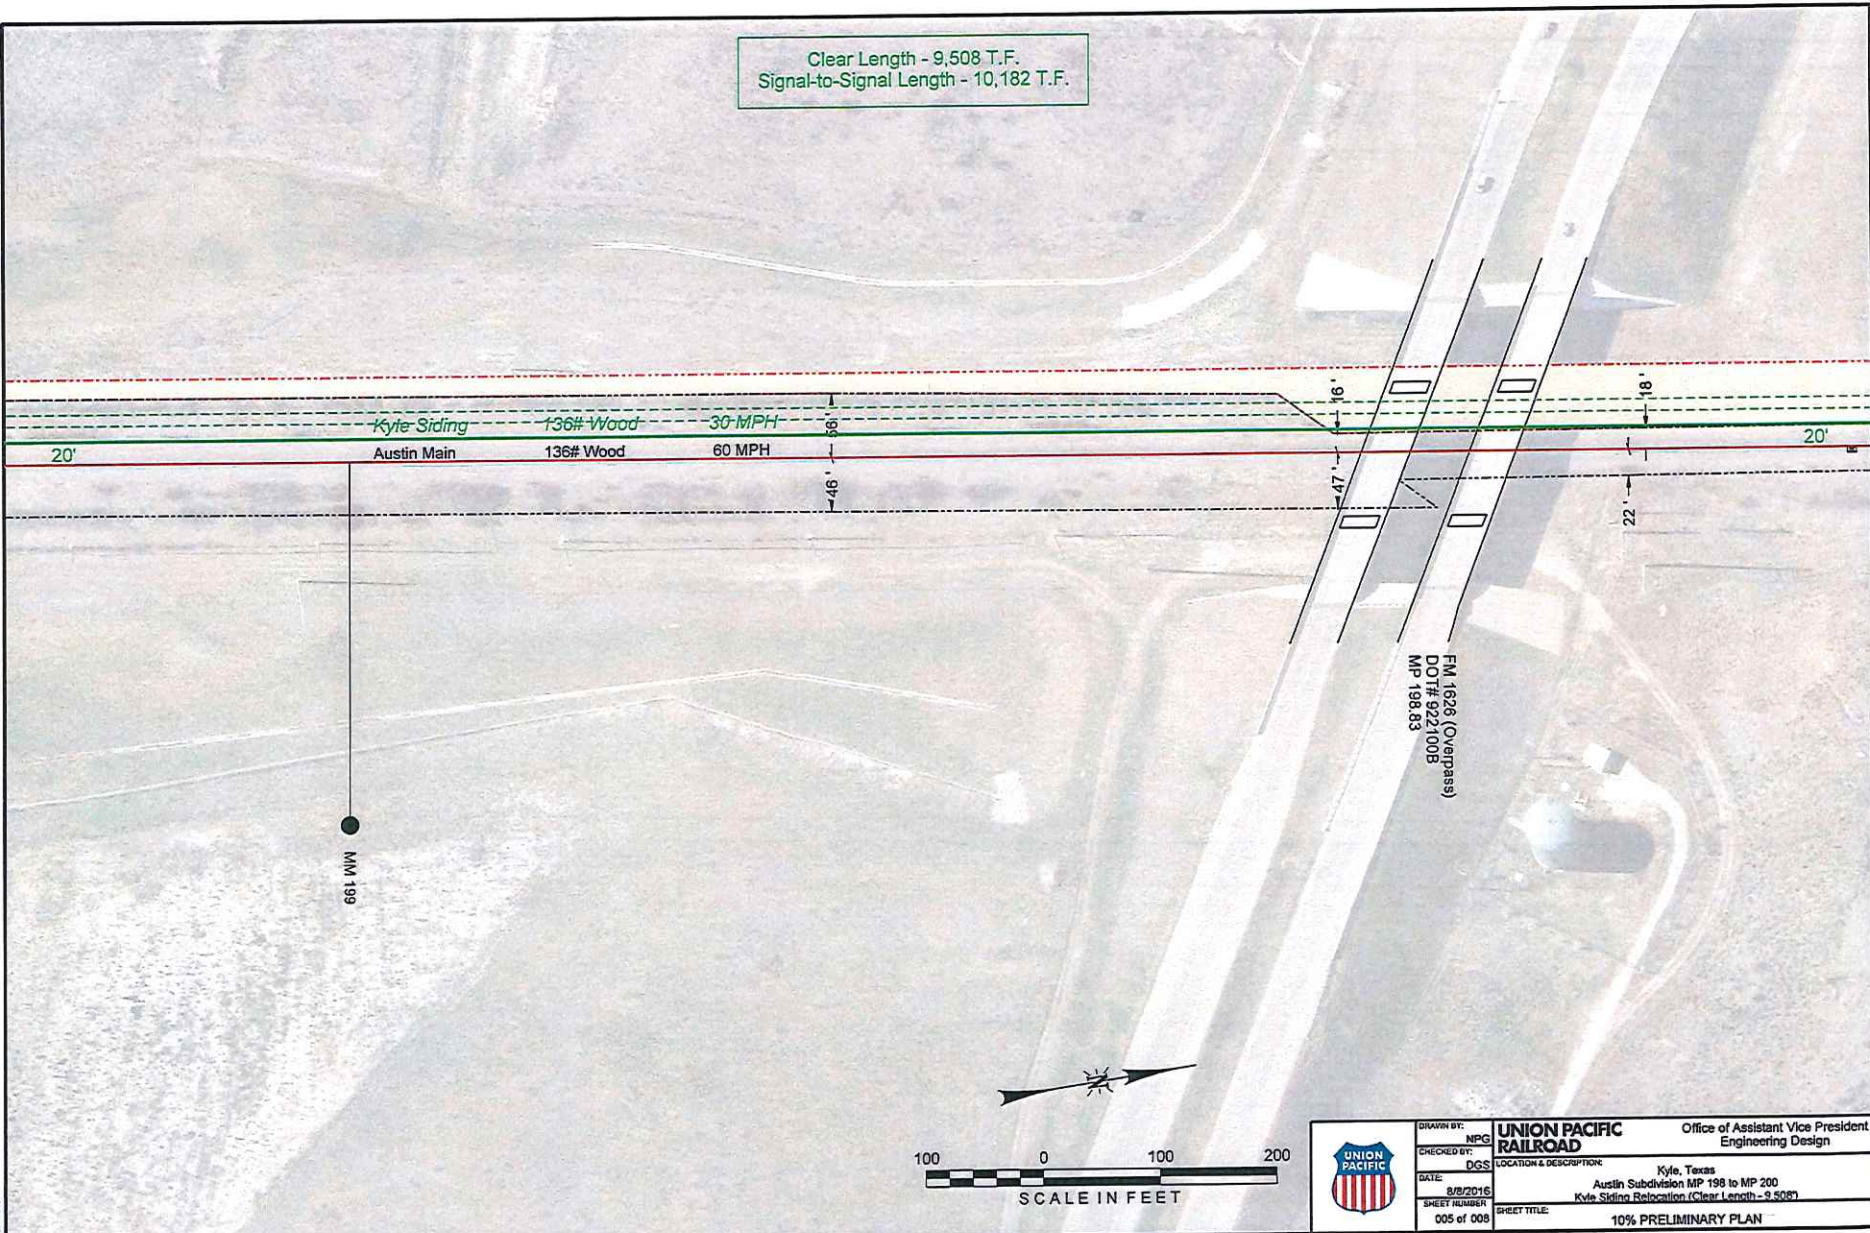 Clear Length - 9,508 T.F.
Signal-to-Signal Length - 10,182 T.F.
Kyle Siding 136# Wood 30 MPH
Austin Main 136# Wood 60 MPH
20'
56'
46'
16'
47'
18'
22'
20'
FM 1626 (Overpass)
DOT# 922100B
MP 198.83
MM 199
N
100 0 100 200
SCALE IN FEET
UNION
PACIFIC
DRAWN BY:
NPG
CHECKED BY:
DGS
DATE:
8/8/2016
SHEET NUMBER
005 of 008
UNION PACIFIC
RAILROAD
Office of Assistant Vice President
Engineering Design
LOCATION & DESCRIPTION:
Kyle, Texas
Austin Subdivision MP 198 to MP 200
Kyle Siding Relocation (Clear Length - 9,508')
SHEET TITLE:
10% PRELIMINARY PLAN